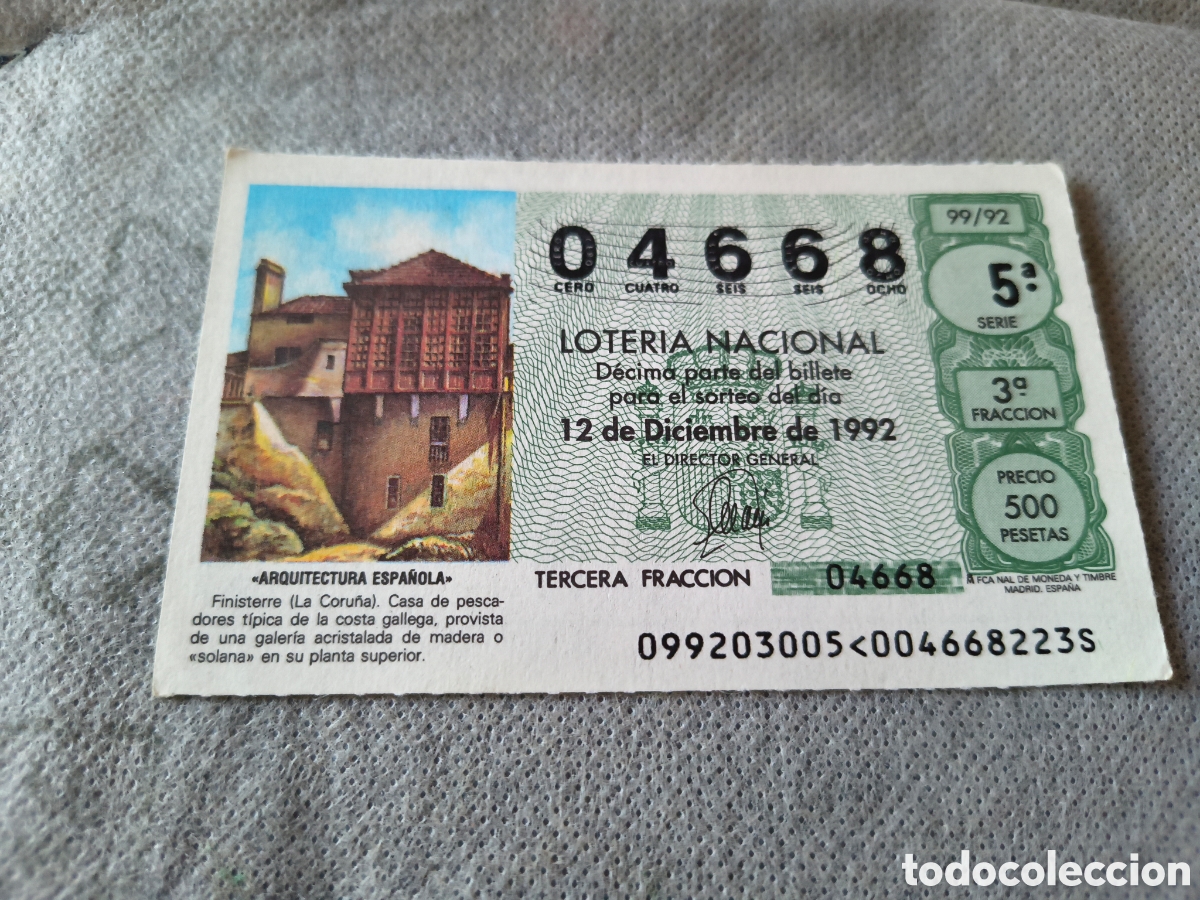 04668
CERO CUATRO SEIS SEIS OCHO
LOTERIA NACIONAL
Décima parte del billete
para el sorteo del día
12 de Diciembre de 1992
EL DIRECTOR GENERAL
99/92
5ª
SERIE
3ª
FRACCION
PRECIO
500
PESETAS
TERCERA FRACCION 04668
FCA NAL DE MONEDA Y TIMBRE
MADRID. ESPAÑA
099203005<004668223S
«ARQUITECTURA ESPAÑOLA»
Finisterre (La Coruña). Casa de pesca-
dores típica de la costa gallega, provista
de una galería acristalada de madera o
«solana» en su planta superior.
todocoleccion